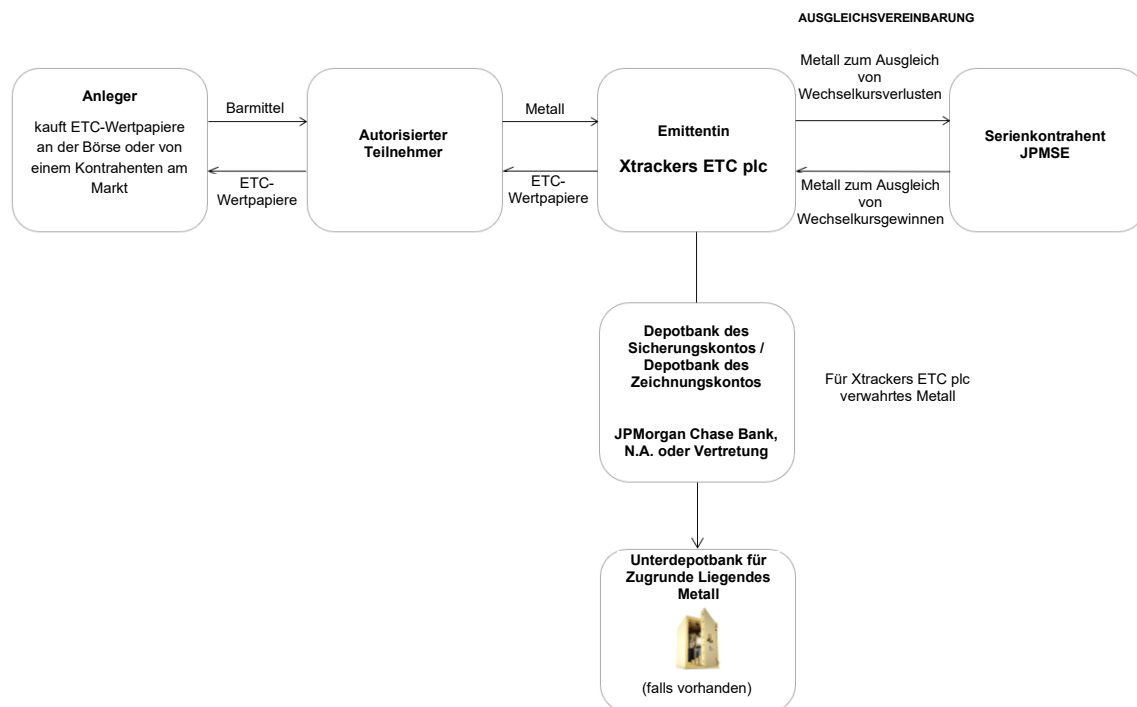 AUSGLEICHSVEREINBARUNG
Anleger
kauft ETC-Wertpapiere
an der Börse oder von
einem Kontrahenten am
Markt
Barmittel
ETC-
Wertpapiere
Autorisierter
Teilnehmer
Metall
ETC-
Wertpapiere
Emittentin
Xtrackers ETC plc
Metall zum Ausgleich
von
Wechselkursverlusten
Metall zum Ausgleich
von
Wechselkursgewinnen
Serienkontrahent
JPMSE
Depotbank des
Sicherungskontos /
Depotbank des
Zeichnungskontos
JPMorgan Chase Bank,
N.A. oder Vertretung
Für Xtrackers ETC plc
verwahrtes Metall
Unterdepotbank für
Zugrunde Liegendes
Metall
(falls vorhanden)